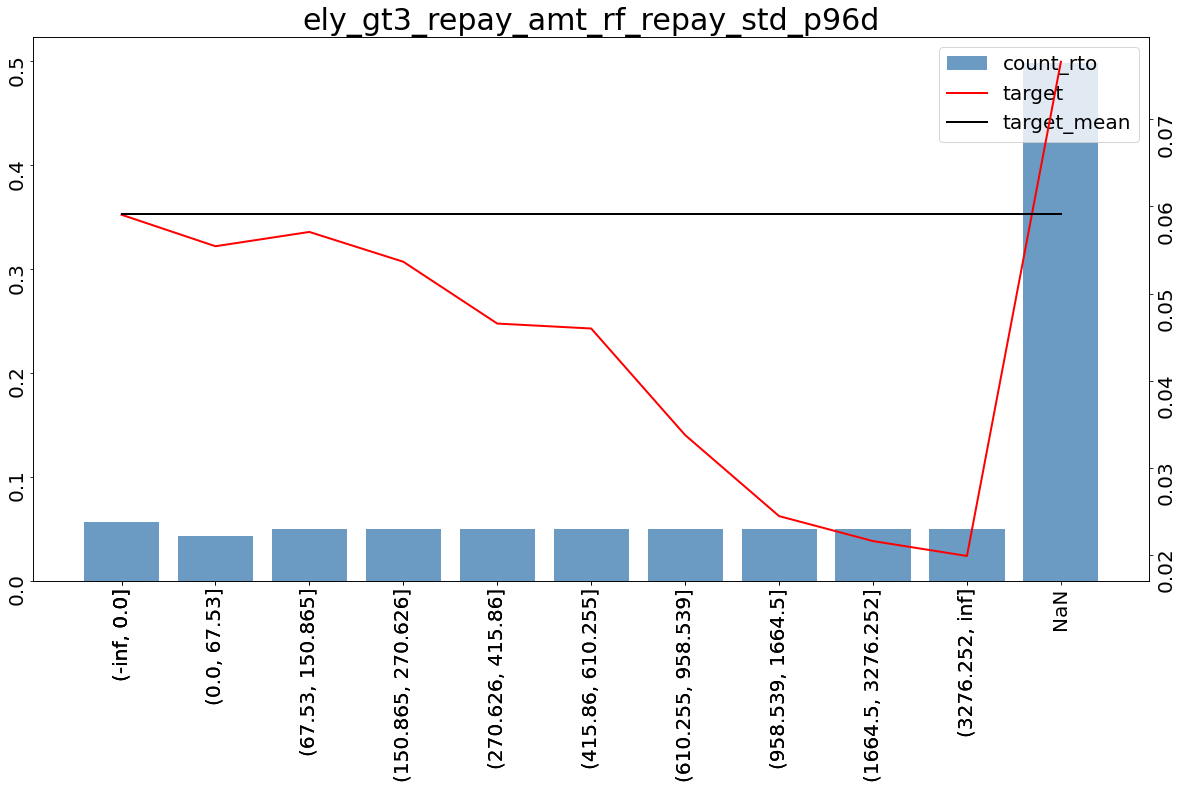 ely_gt3_repay_amt_rf_repay_std_p96d
count_rto
target
target_mean
0.5
0.4
0.3
0.2
0.1
0.0
0.07
0.06
0.05
0.04
0.03
0.02
(-inf, 0.0]
(0.0, 67.53]
(67.53, 150.865]
(150.865, 270.626]
(270.626, 415.86]
(415.86, 610.255]
(610.255, 958.539]
(958.539, 1664.5]
(1664.5, 3276.252]
(3276.252, inf]
NaN